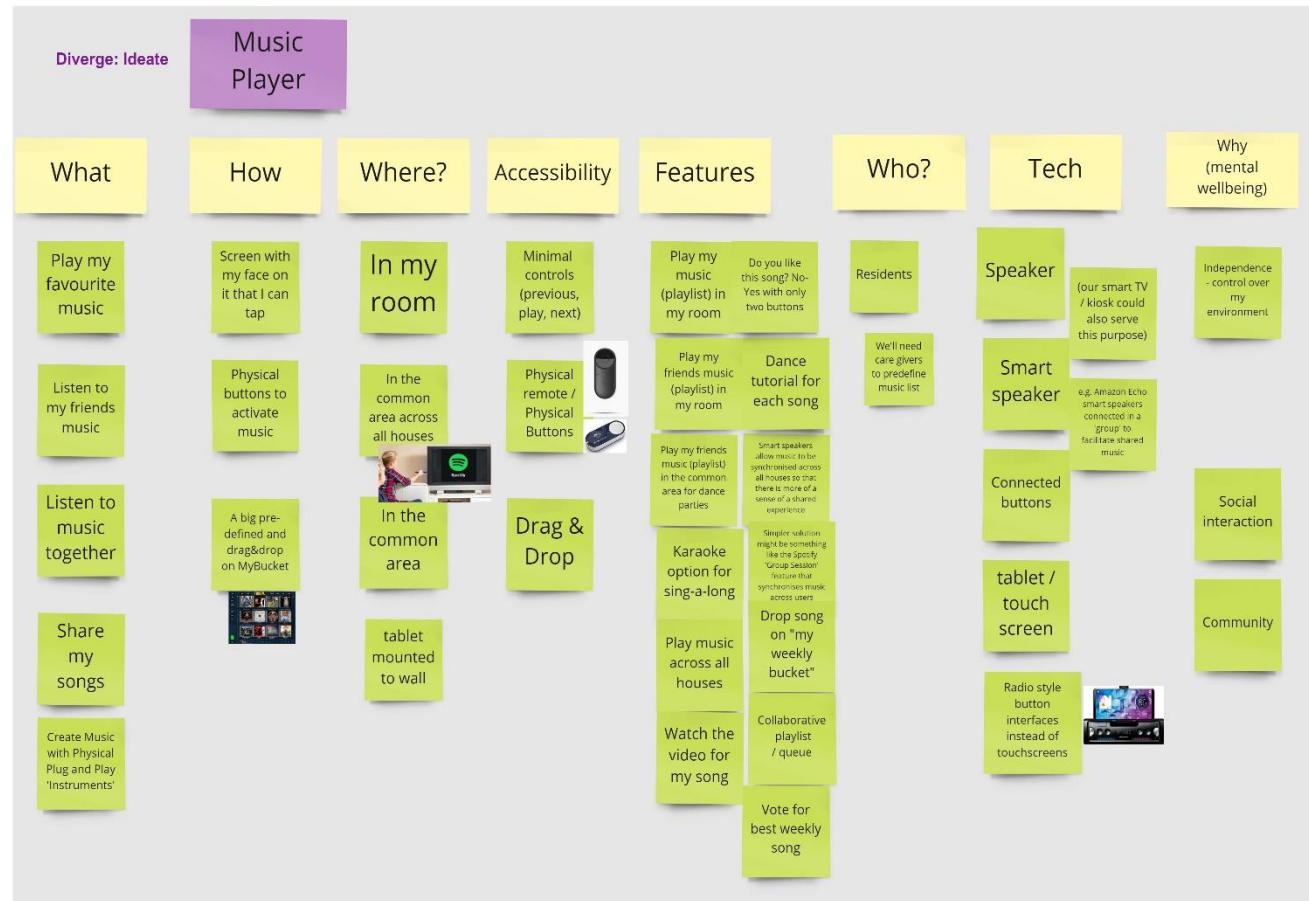 Diverge: Ideate
Music
Player
What
How
Where?
Accessibility
Features
Who?
Tech
Why
(mental
wellbeing)
Play my
favourite
music
Listen to
my friends
music
Listen to
music
together
Share
my
songs
Create Music
with Physical
Plug and Play
'Instruments'
Screen with
my face on
it that I can
tap
Physical
buttons to
activate
music
A big pre-
defined and
drag&drop
on MyBucket
In my
room
In the
common
area across
all houses
In the
common
area
tablet
mounted
to wall
Minimal
controls
(previous,
play, next)
Physical
remote /
Physical
Buttons
Drag &
Drop
Play my
music
(playlist) in
my room
Play my
friends music
(playlist) in
my room
Play my friends
music (playlist)
in the common
area for dance
parties
Karaoke
option for
sing-a-long
Play music
across all
houses
Watch the
video for
my song
Do you like
this song? No-
Yes with only
two buttons
Dance
tutorial for
each song
Smart speakers
allow music to be
synchronised across
all houses so that
there is more of a
sense of a shared
experience
Simpler solution
might be something
like the Spotify
'Group Session'
feature that
synchronises music
across users
Drop song
on "my
weekly
bucket"
Collaborative
playlist
/ queue
Vote for
best weekly
song
Residents
We'll need
care givers
to predefine
music list
Speaker
Smart
speaker
Connected
buttons
tablet /
touch
screen
Radio style
button
interfaces
instead of
touchscreens
(our smart TV
/ kiosk could
also serve
this purpose)
e.g. Amazon Echo
smart speakers
connected in a
'group' to
facilitate shared
music
Independence
- control over
my
environment
Social
interaction
Community